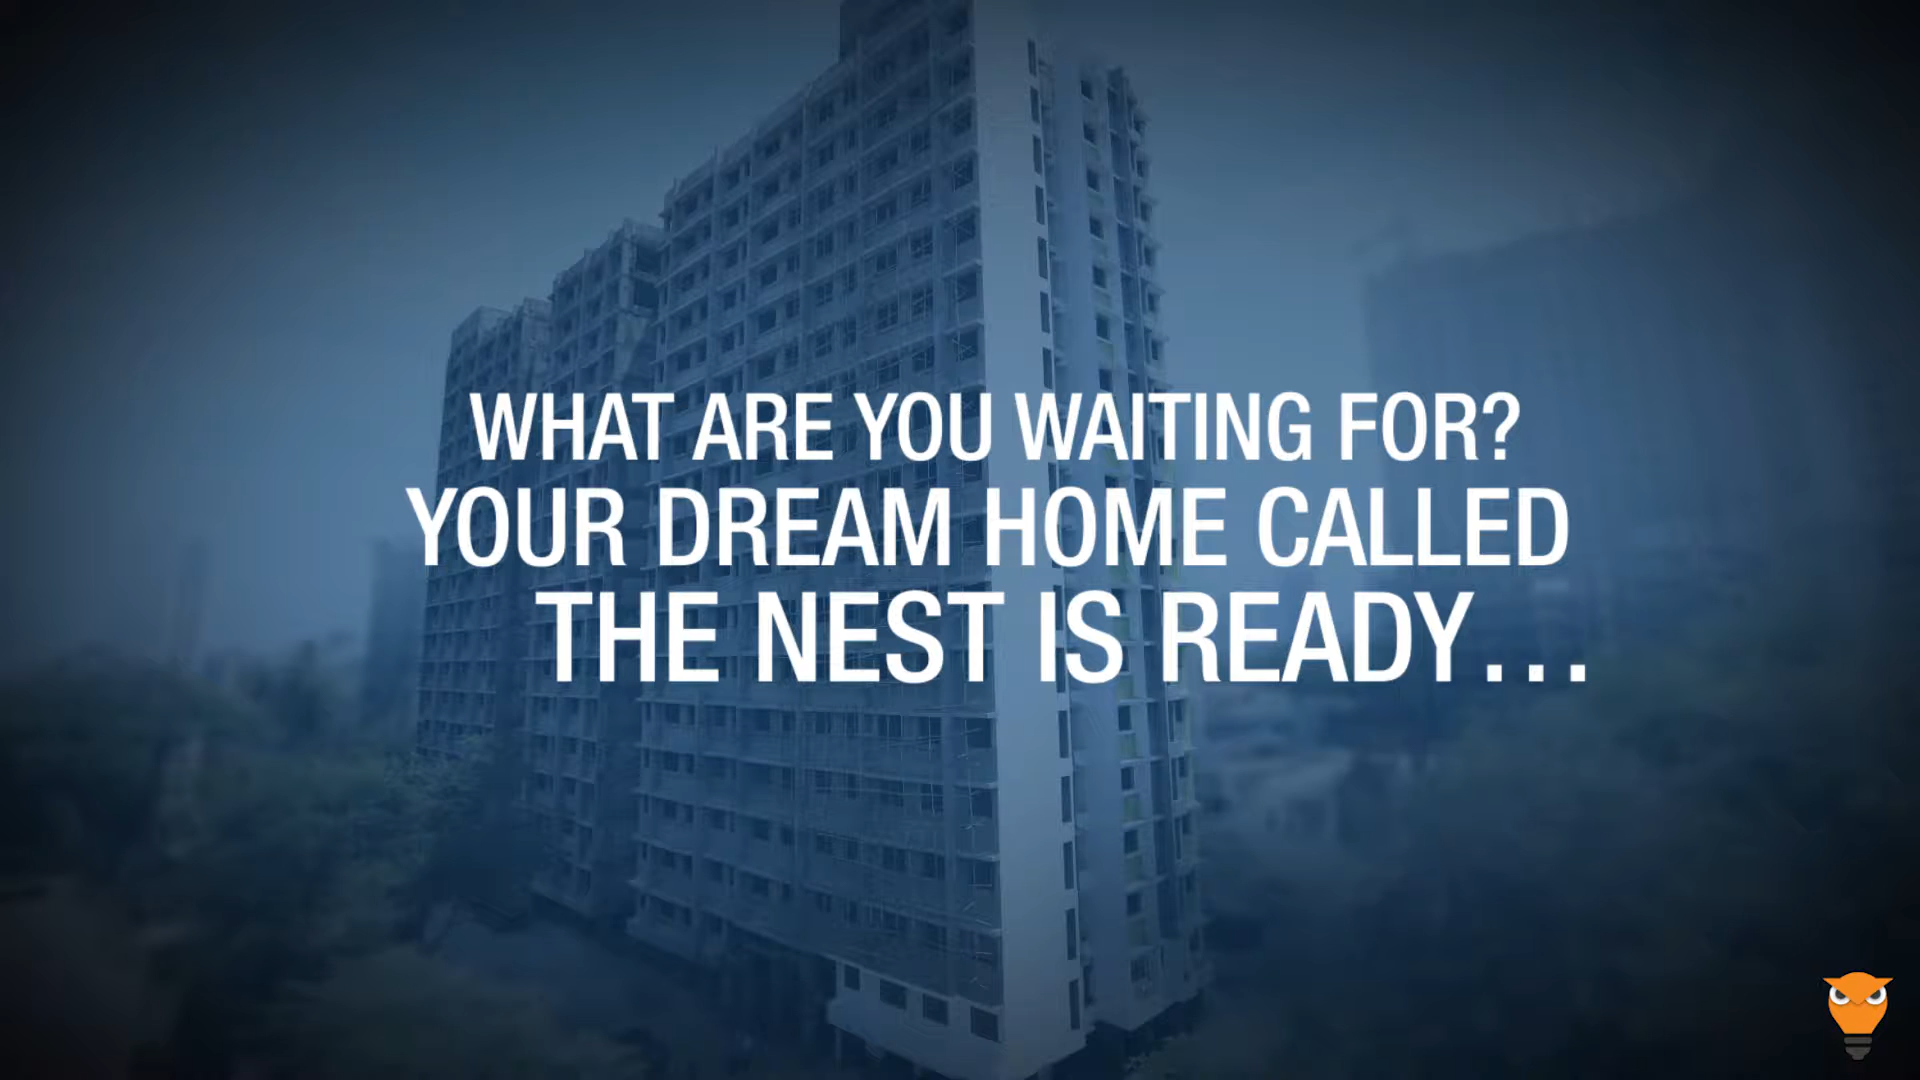 WHAT ARE YOU WAITING FOR?
YOUR DREAM HOME CALLED
THE NEST IS READY...